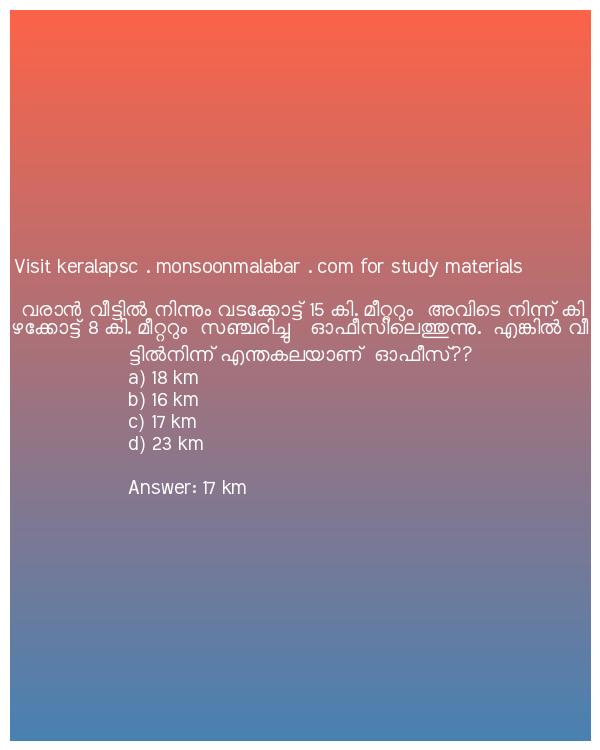 Visit keralapsc . monsoonmalabar . com for study materials
വരാൻ വീട്ടിൽ നിന്നും വടക്കോട്ട് 15 കി. മീറ്ററും അവിടെ നിന്ന് കി
ഴക്കോട്ട് 8 കി. മീറ്ററും സഞ്ചരിച്ചു ഓഫീസിലെത്തുന്നു. എങ്കിൽ വീ
ട്ടിൽനിന്ന് എന്തകലയാണ് ഓഫീസ്??
a) 18 km
b) 16 km
c) 17 km
d) 23 km
Answer: 17 km